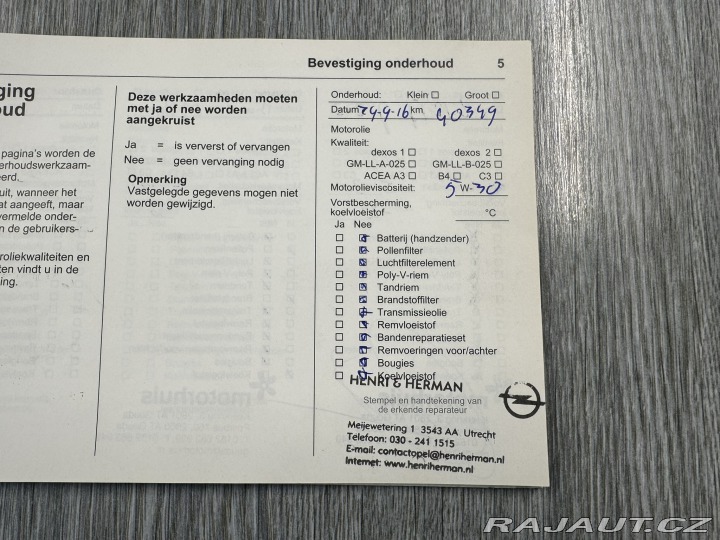 Bevestiging onderhoud 5
ging
oud
pagina's worden de
erhoudswerkzaam-
eerd.
uit, wanneer het
at aangeeft, maar
vermelde onder-
n de gebruikers-
roliekwaliteiten en
ten vindt u in de
ing.
Deze werkzaamheden moeten
met ja of nee worden
aangekruist
Ja = is ververst of vervangen
Nee = geen vervanging nodig
Opmerking
Vastgelegde gegevens mogen niet
worden gewijzigd.
Onderhoud: Klein ☐ Groot ☐
Datum 24-9-16 km 40349
Motorolie
Kwaliteit:
dexos 1 ☐ dexos 2 ☐
GM-LL-A-025 ☐ GM-LL-B-025 ☐
ACEA A3 ☐ B4 ☐ C3 ☐
Motorolieviscositeit: 5 W-30
Vorstbescherming,
koelvloeistof °C
Ja Nee
Batterij (handzender)
Pollenfilter
Luchtfilterelement
Poly-V-riem
Tandriem
Brandstoffilter
Transmissieolie
Remvloeistof
Bandenreparatieset
Remvoeringen voor/achter
Bougies
Koelvloeistof
HENRI & HERMAN
Stempel en handtekening van
de erkende reparateur
Meijewetering 1 3543 AA Utrecht
Telefoon: 030 - 241 1515
E-mail: contactopel@henriherman.nl
Internet: www.henriherman.nl
RAJAUT.CZ